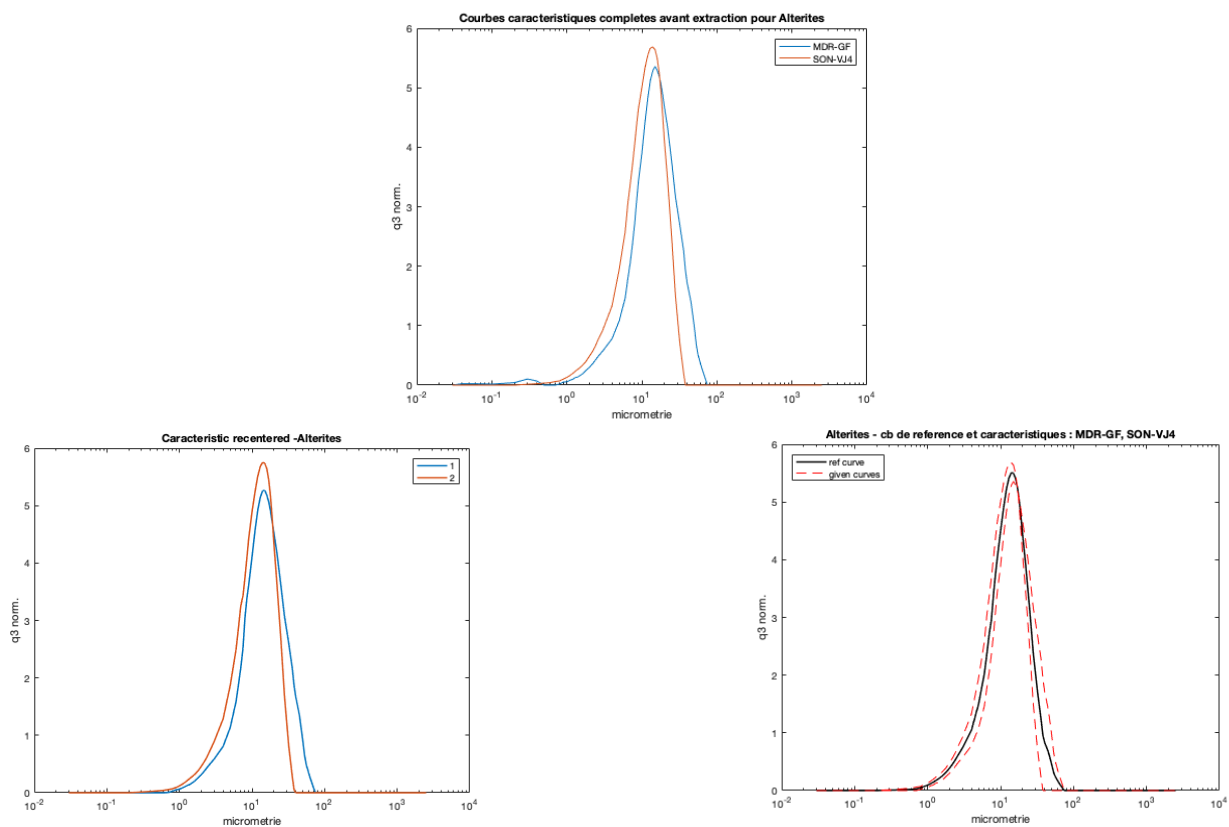 Courbes caracteristiques completes avant extraction pour Alterites
6
5
4
3
2
1
0
q3 norm.
MDR-GF
SON-VJ4
10-2 10-1 100 101 102 103 104
micrometrie
Caracteristic recentered -Alterites
6
5
4
3
2
1
0
q3 norm.
1
2
10-2 10-1 100 101 102 103 104
micrometrie
Alterites - cb de reference et caracteristiques : MDR-GF, SON-VJ4
6
5
4
3
2
1
0
q3 norm.
ref curve
given curves
10-2 10-1 100 101 102 103 104
micrometrie